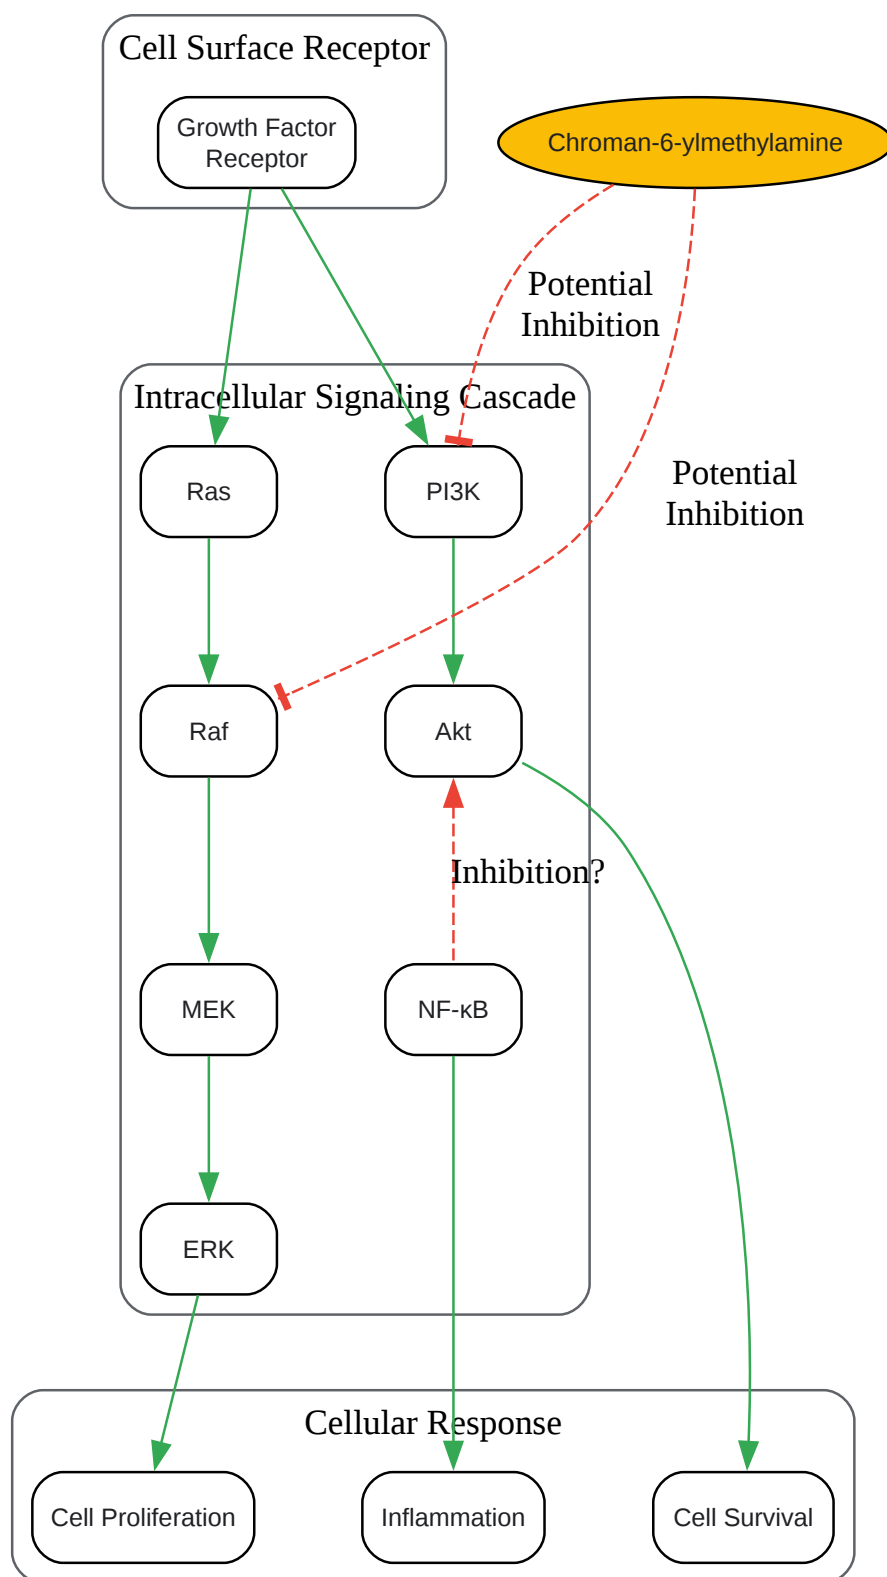 Cell Surface Receptor
Growth Factor
Receptor
Chroman-6-ylmethylamine
Potential
Inhibition
Intracellular Signaling Cascade
Potential
Inhibition
Ras
PI3K
Raf
Akt
Inhibition?
MEK
NF-κB
ERK
Cellular Response
Cell Proliferation
Inflammation
Cell Survival